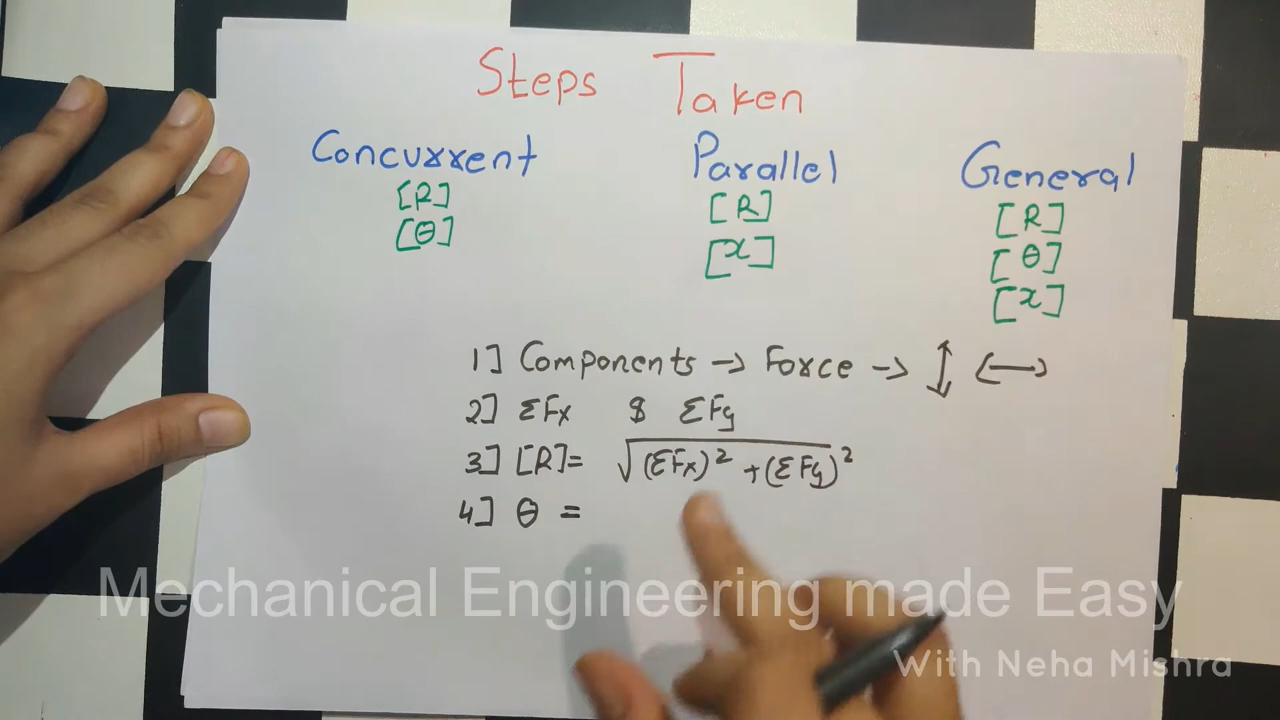 Steps Taken
Concurrent Parallel General
[R] [R] [R]
[θ] [x] [θ]
[x]
1] Components → Force → ↕ ↔
2] ΣFx & ΣFy
3] [R]= √(ΣFx)² + (ΣFy)²
4] θ =
Mechanical Engineering made Easy
With Neha Mishra